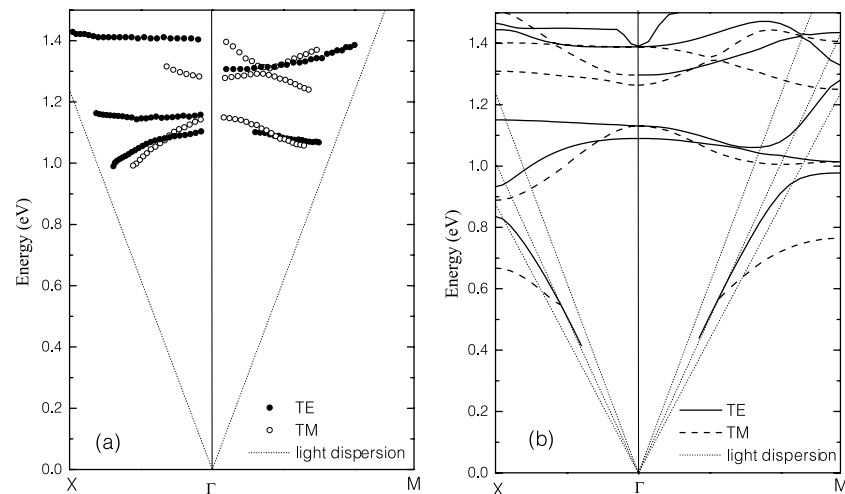 1.4
1.2
1.0
0.8
0.6
0.4
0.2
0.0
Energy (eV)
(a)
TE
TM
light dispersion
X
Γ
M
1.4
1.2
1.0
0.8
0.6
0.4
0.2
0.0
Energy (eV)
(b)
TE
TM
light dispersion
X
Γ
M